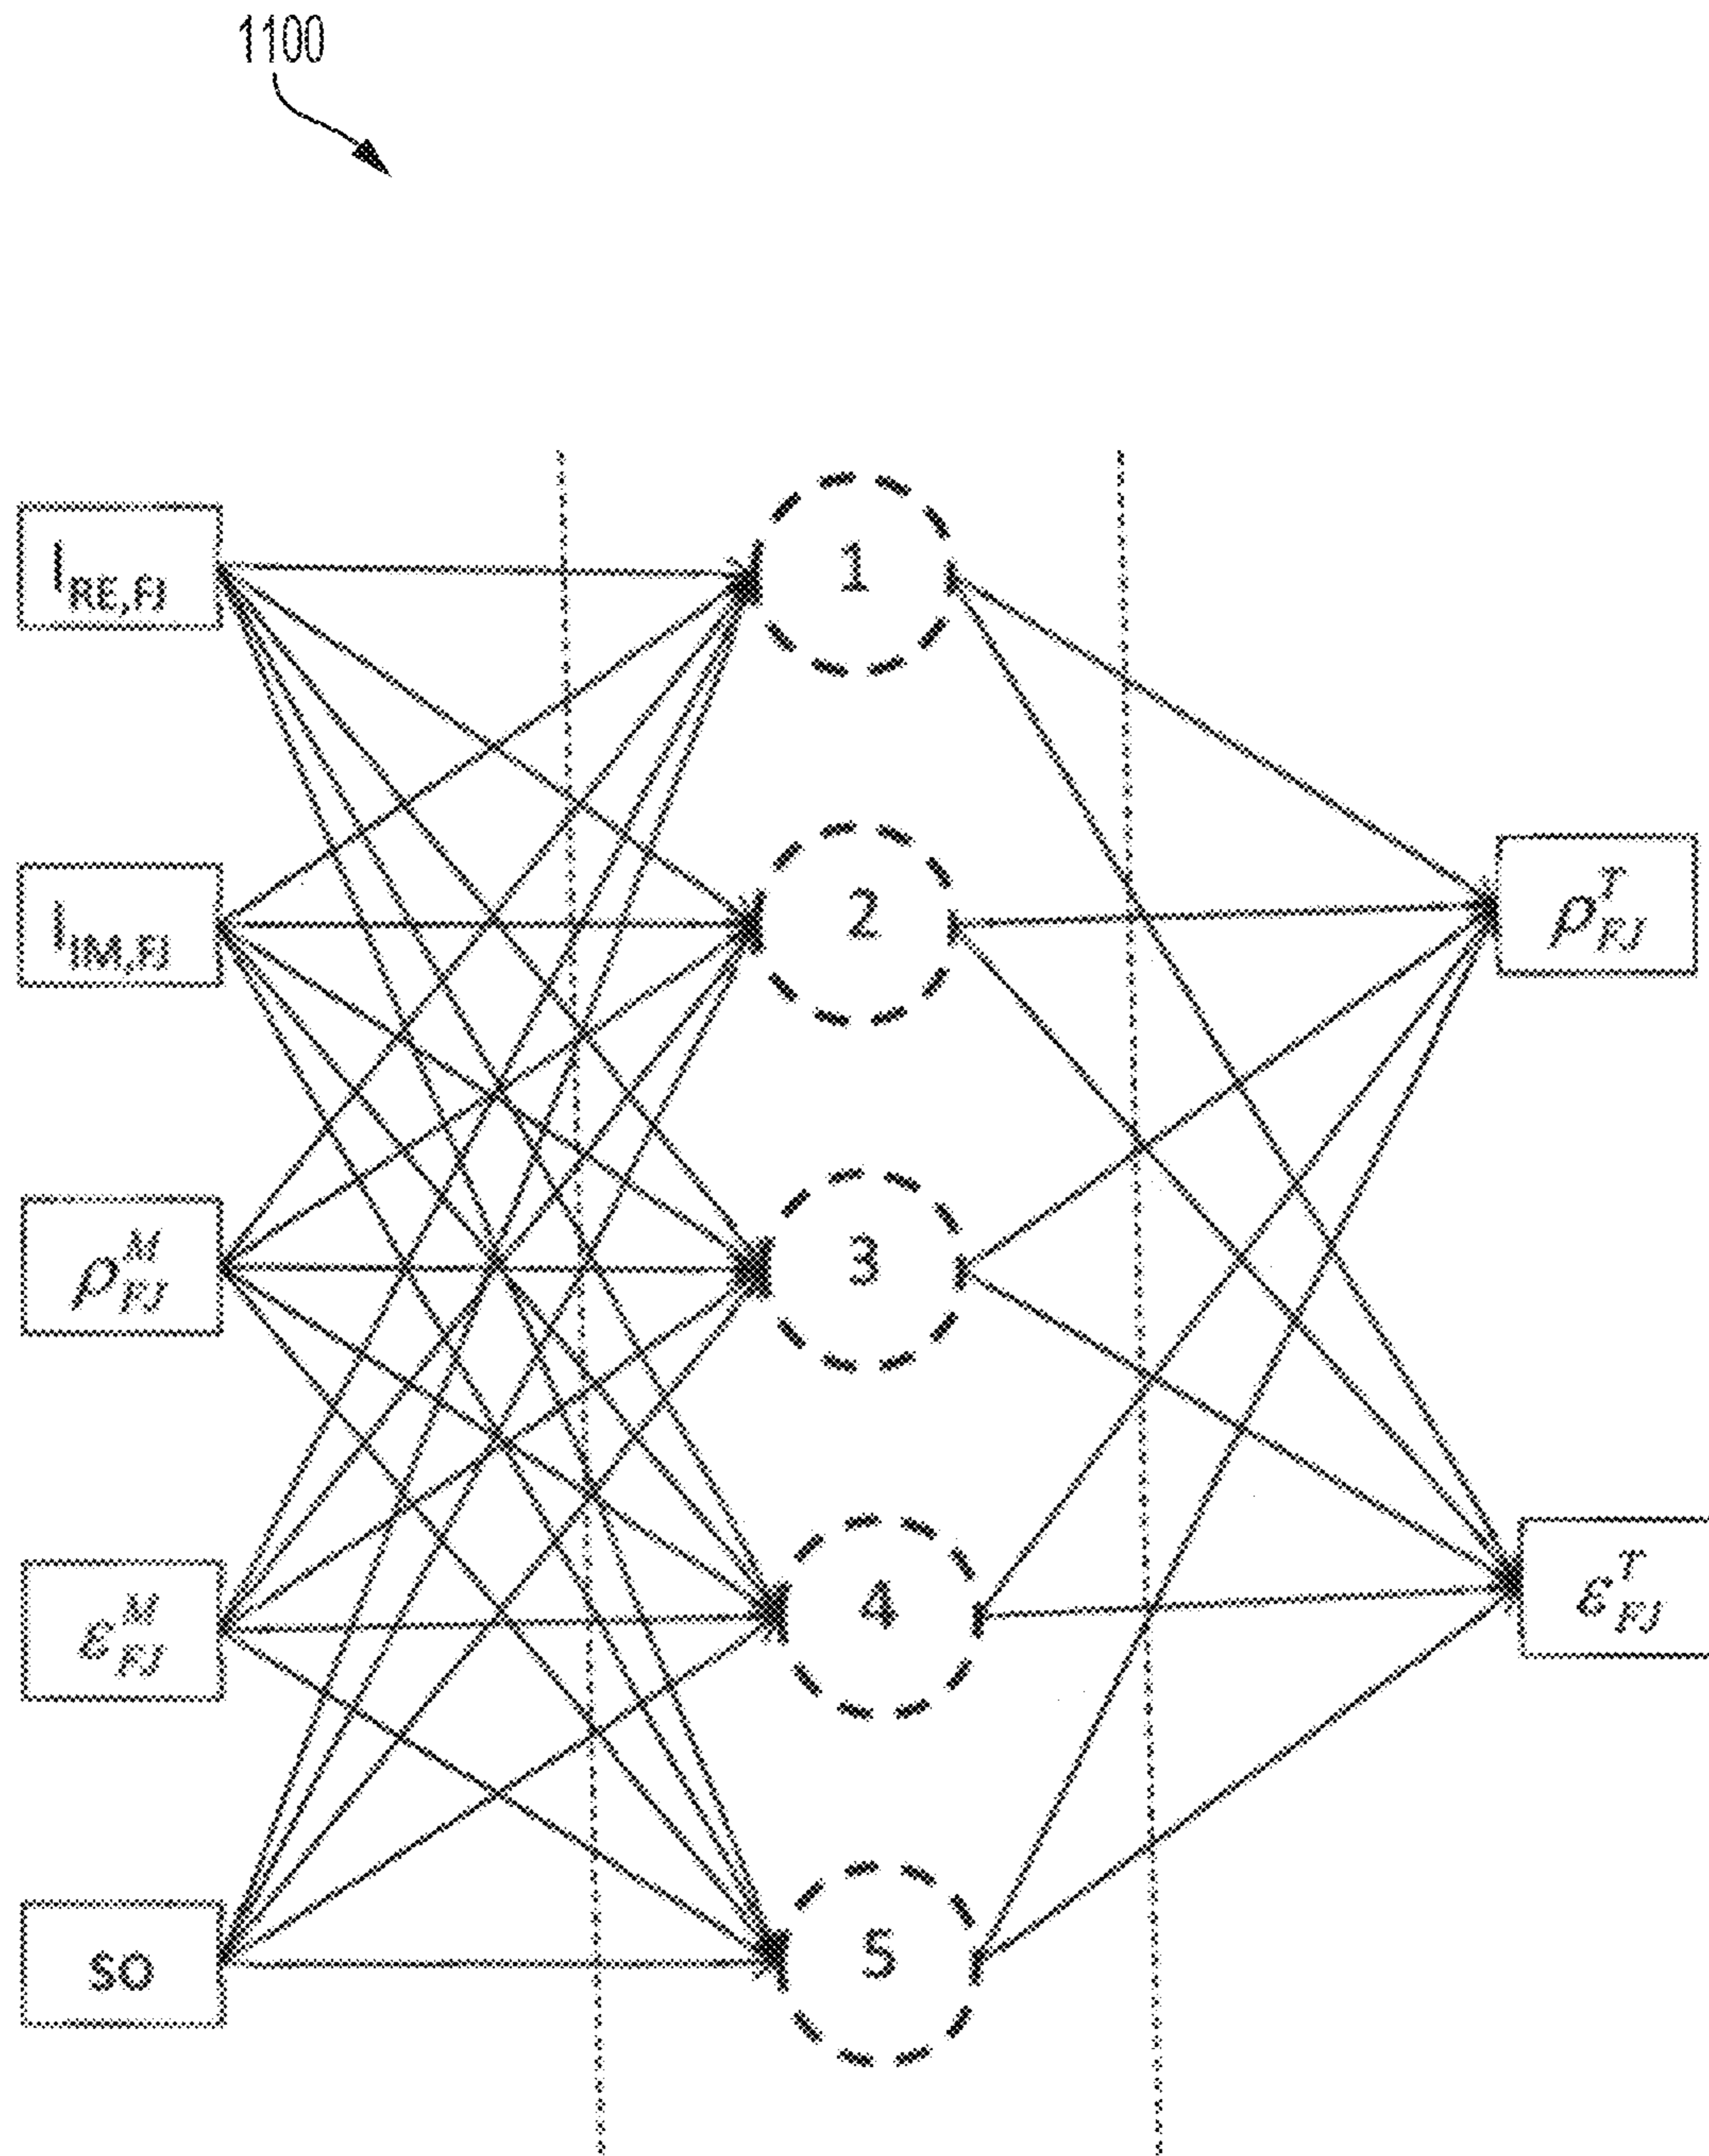 1100
I_RE,FJ
1
I_IM,FJ
2
ρ^T_FJ
ρ^M_FJ
3
ε^M_FJ
4
ε^T_FJ
SO
5